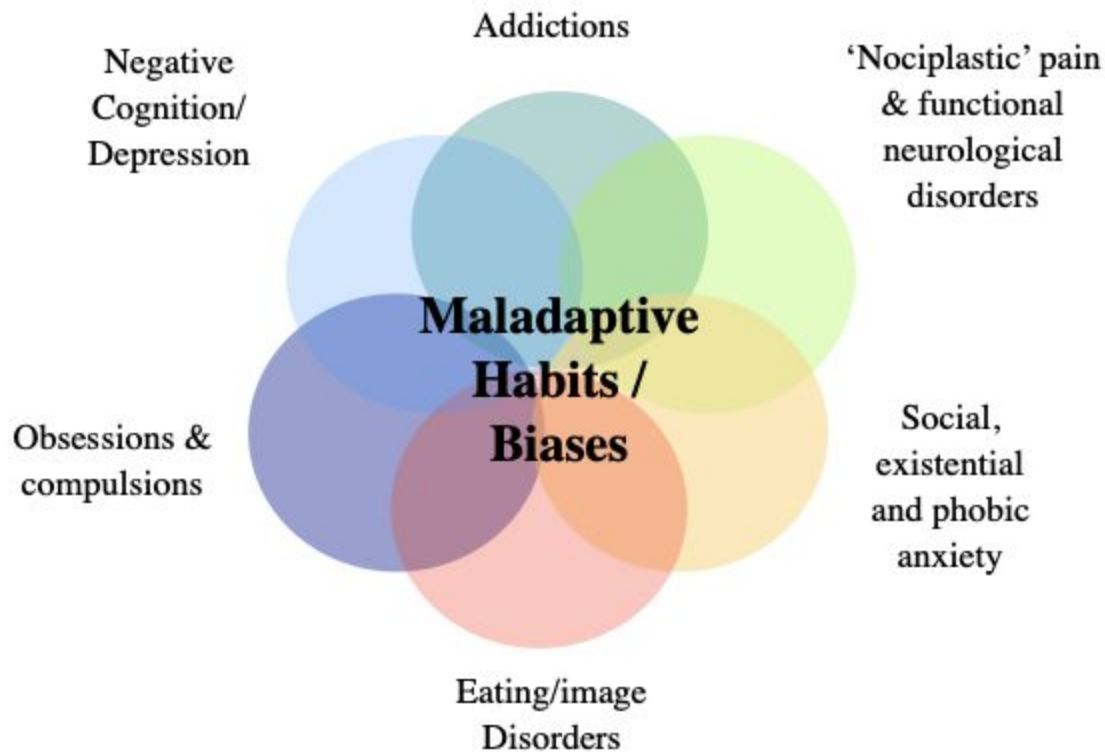 Addictions
Negative
Cognition/
Depression
‘Nociplastic’ pain
& functional
neurological
disorders
Maladaptive
Habits /
Biases
Obsessions &
compulsions
Social,
existential
and phobic
anxiety
Eating/image
Disorders